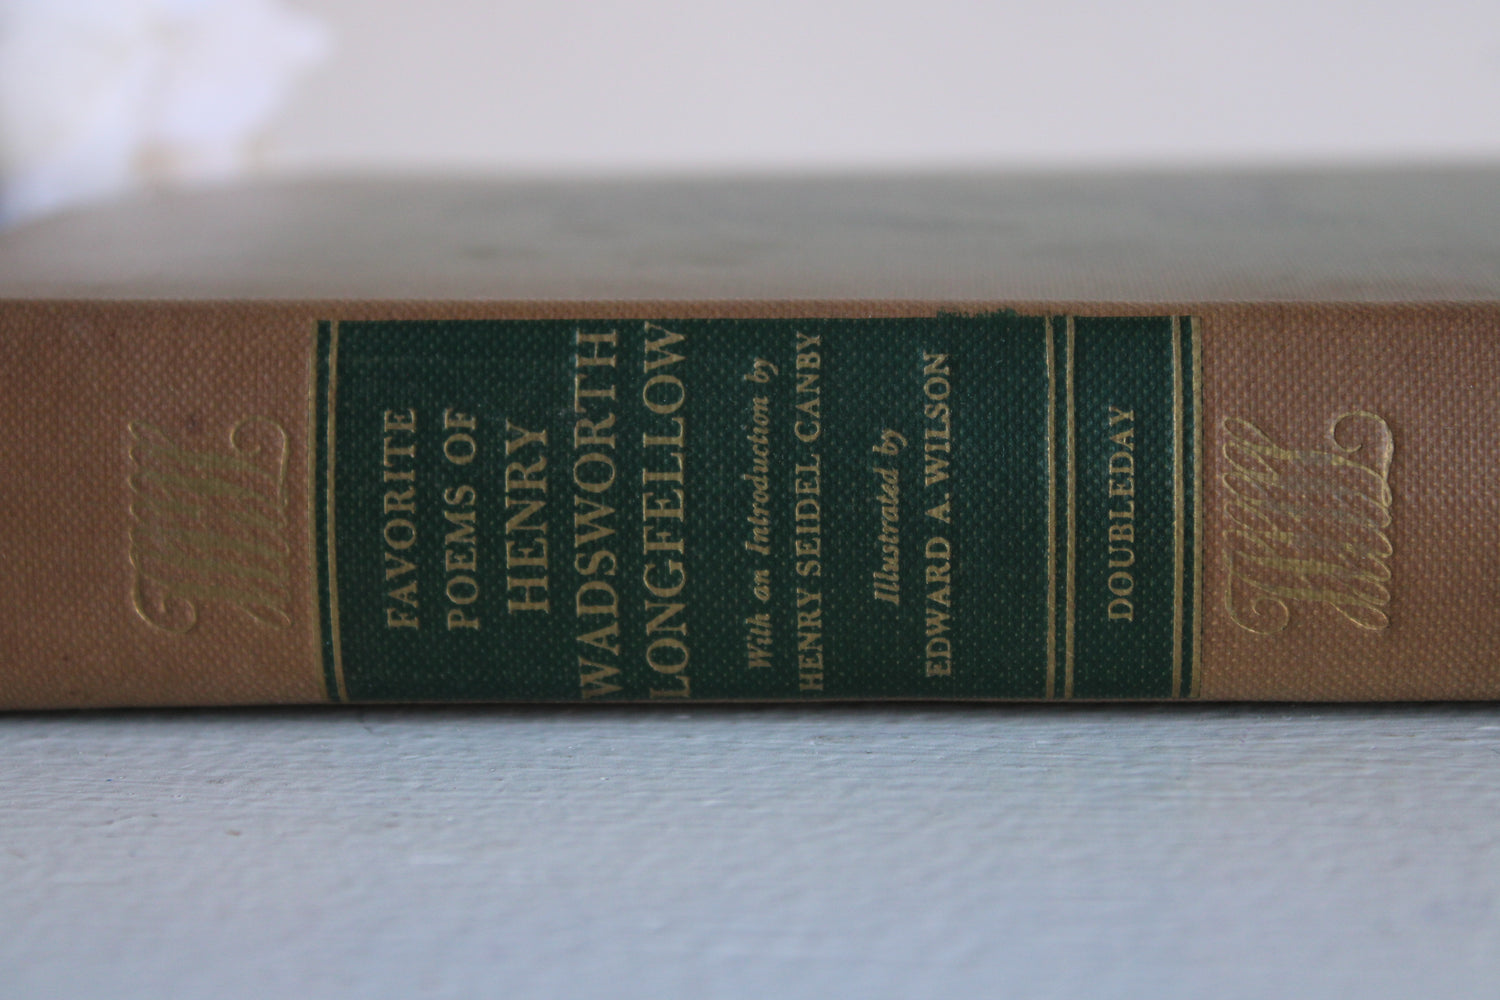 FAVORITE
POEMS OF
HENRY
WADSWORTH
LONGFELLOW
With an Introduction by
HENRY SEIDEL CANBY
Illustrated by
EDWARD A. WILSON
DOUBLEDAY